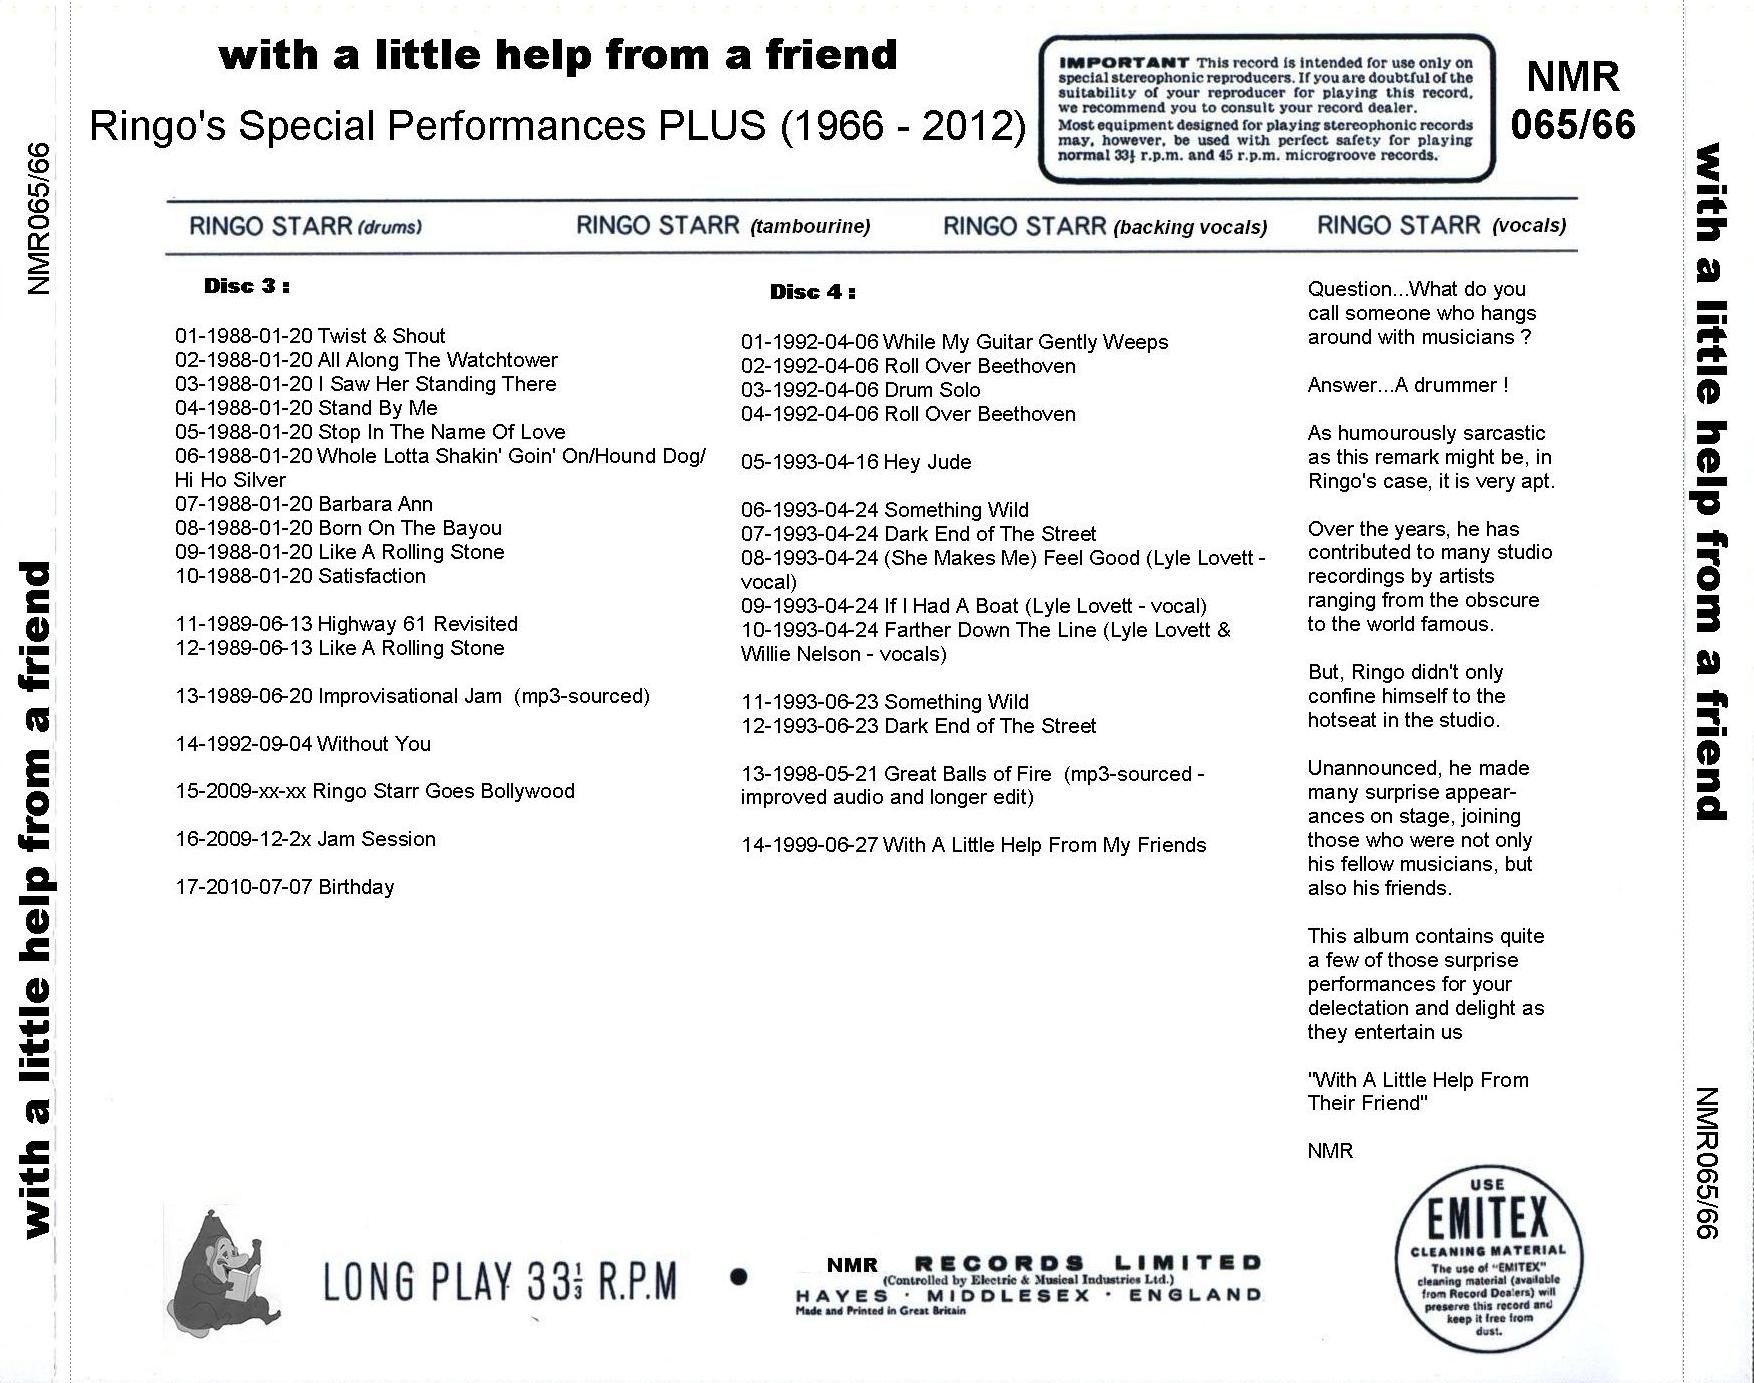 with a little help from a friend
Ringo's Special Performances PLUS (1966 - 2012)
IMPORTANT This record is intended for use only on
special stereophonic reproducers. If you are doubtful of the
suitability of your reproducer for playing this record,
we recommend you to consult your record dealer.
Most equipment designed for playing stereophonic records
may, however, be used with perfect safety for playing
normal 33⅓ r.p.m. and 45 r.p.m. microgroove records.
NMR
065/66
NMR065/66
with a little help from a friend
RINGO STARR (drums)
RINGO STARR (tambourine)
RINGO STARR (backing vocals)
RINGO STARR (vocals)
Disc 3 :
01-1988-01-20 Twist & Shout
02-1988-01-20 All Along The Watchtower
03-1988-01-20 I Saw Her Standing There
04-1988-01-20 Stand By Me
05-1988-01-20 Stop In The Name Of Love
06-1988-01-20 Whole Lotta Shakin' Goin' On/Hound Dog/
Hi Ho Silver
07-1988-01-20 Barbara Ann
08-1988-01-20 Born On The Bayou
09-1988-01-20 Like A Rolling Stone
10-1988-01-20 Satisfaction
11-1989-06-13 Highway 61 Revisited
12-1989-06-13 Like A Rolling Stone
13-1989-06-20 Improvisational Jam (mp3-sourced)
14-1992-09-04 Without You
15-2009-xx-xx Ringo Starr Goes Bollywood
16-2009-12-2x Jam Session
17-2010-07-07 Birthday
Disc 4 :
01-1992-04-06 While My Guitar Gently Weeps
02-1992-04-06 Roll Over Beethoven
03-1992-04-06 Drum Solo
04-1992-04-06 Roll Over Beethoven
05-1993-04-16 Hey Jude
06-1993-04-24 Something Wild
07-1993-04-24 Dark End of The Street
08-1993-04-24 (She Makes Me) Feel Good (Lyle Lovett -
vocal)
09-1993-04-24 If I Had A Boat (Lyle Lovett - vocal)
10-1993-04-24 Farther Down The Line (Lyle Lovett &
Willie Nelson - vocals)
11-1993-06-23 Something Wild
12-1993-06-23 Dark End of The Street
13-1998-05-21 Great Balls of Fire (mp3-sourced -
improved audio and longer edit)
14-1999-06-27 With A Little Help From My Friends
Question...What do you
call someone who hangs
around with musicians ?
Answer...A drummer !
As humourously sarcastic
as this remark might be, in
Ringo's case, it is very apt.
Over the years, he has
contributed to many studio
recordings by artists
ranging from the obscure
to the world famous.
But, Ringo didn't only
confine himself to the
hotseat in the studio.
Unannounced, he made
many surprise appear-
ances on stage, joining
those who were not only
his fellow musicians, but
also his friends.
This album contains quite
a few of those surprise
performances for your
delectation and delight as
they entertain us
"With A Little Help From
Their Friend"
NMR
LONG PLAY 33⅓ R.P.M
NMR RECORDS LIMITED
(Controlled by Electric & Musical Industries Ltd.)
HAYES · MIDDLESEX · ENGLAND
Made and Printed in Great Britain
USE
EMITEX
CLEANING MATERIAL
The use of "EMITEX"
cleaning material (available
from Record Dealers) will
preserve this record and
keep it free from
dust.
with a little help from a friend
NMR065/66